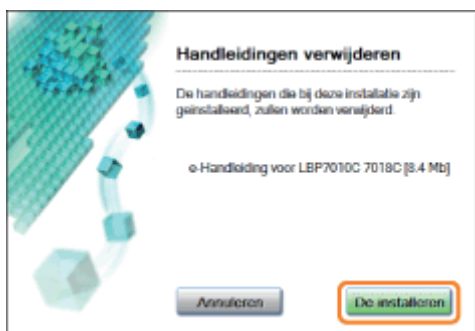 Handleidingen verwijderen
De handleidingen die bij deze installatie zijn
geïnstalleerd, zullen worden verwijderd.
e-Handleiding voor LBP7010C 7018C [8.4 Mb]
Annuleren
De installeren